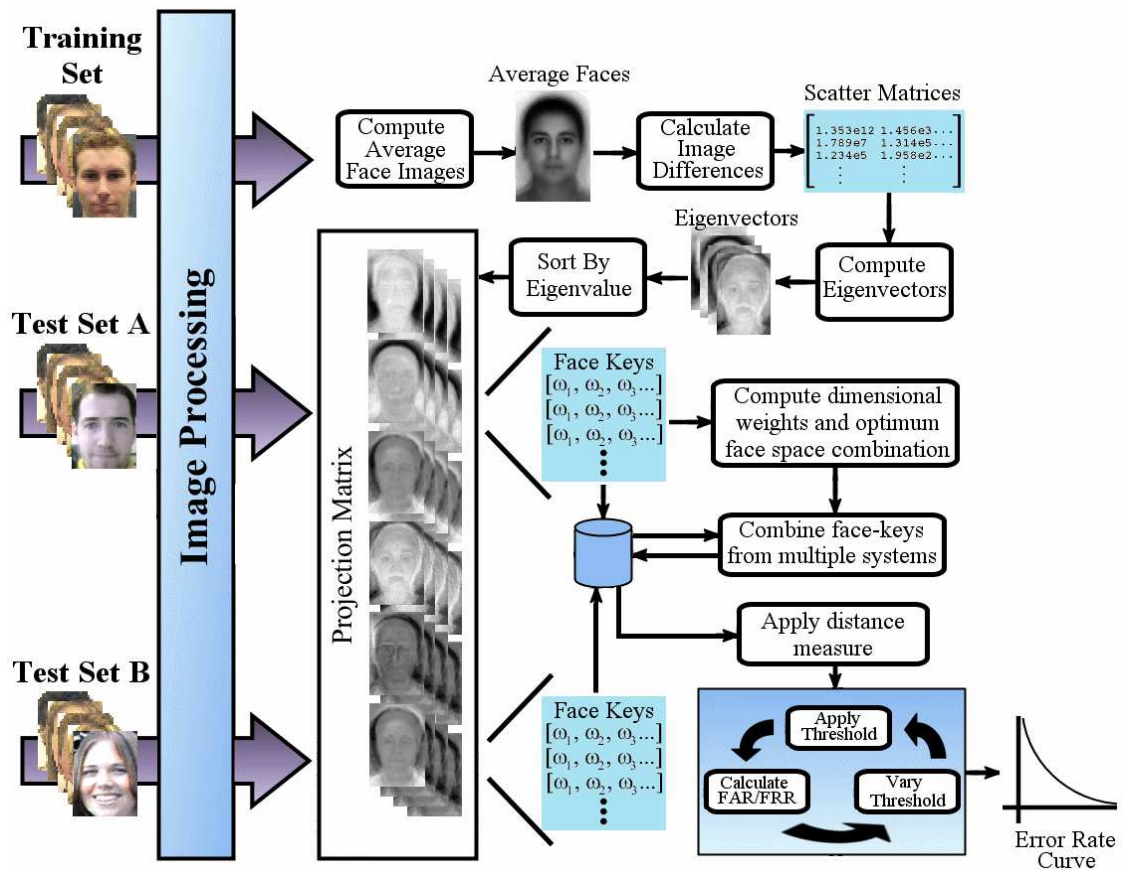 Training
Set
Average Faces
Scatter Matrices
Compute
Average
Face Images
Calculate
Image
Differences
1.353e12 1.456e3...
1.789e7 1.314e5...
1.234e5 1.958e2...
⋮ ⋮
Eigenvectors
Sort By
Eigenvalue
Compute
Eigenvectors
Image Processing
Projection Matrix
Test Set A
Face Keys
[ω₁, ω₂, ω₃...]
[ω₁, ω₂, ω₃...]
[ω₁, ω₂, ω₃...]
⋮
Compute dimensional
weights and optimum
face space combination
Combine face-keys
from multiple systems
Apply distance
measure
Test Set B
Face Keys
[ω₁, ω₂, ω₃...]
[ω₁, ω₂, ω₃...]
[ω₁, ω₂, ω₃...]
⋮
Apply
Threshold
Calculate
FAR/FRR
Vary
Threshold
Error Rate
Curve